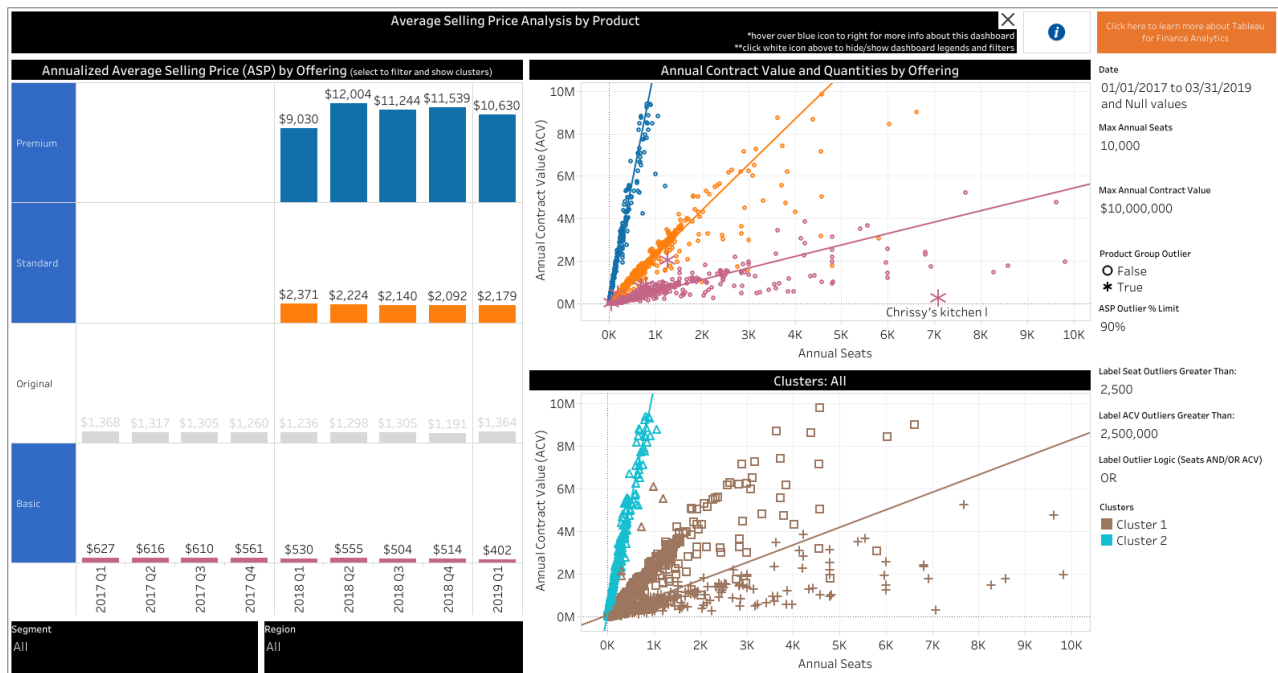 Average Selling Price Analysis by Product
*hover over blue icon to right for more info about this dashboard
**click white icon above to hide/show dashboard legends and filters
i
Click here to learn more about Tableau
for Finance Analytics
Annualized Average Selling Price (ASP) by Offering (select to filter and show clusters)
Premium
$9,030
$12,004
$11,244
$11,539
$10,630
Standard
$2,371
$2,224
$2,140
$2,092
$2,179
Original
$1,368
$1,317
$1,305
$1,260
$1,236
$1,298
$1,305
$1,191
$1,364
Basic
$627
$616
$610
$561
$530
$555
$504
$514
$402
2017 Q1
2017 Q2
2017 Q3
2017 Q4
2018 Q1
2018 Q2
2018 Q3
2018 Q4
2019 Q1
Segment
All
Region
All
Annual Contract Value and Quantities by Offering
Annual Contract Value (ACV)
10M
8M
6M
4M
2M
0M
Chrissy's kitchen l
0K
1K
2K
3K
4K
5K
6K
7K
8K
9K
10K
Annual Seats
Clusters: All
Annual Contract Value (ACV)
10M
8M
6M
4M
2M
0M
0K
1K
2K
3K
4K
5K
6K
7K
8K
9K
10K
Annual Seats
Date
01/01/2017 to 03/31/2019
and Null values
Max Annual Seats
10,000
Max Annual Contract Value
$10,000,000
Product Group Outlier
False
True
ASP Outlier % Limit
90%
Label Seat Outliers Greater Than:
2,500
Label ACV Outliers Greater Than:
2,500,000
Label Outlier Logic (Seats AND/OR ACV)
OR
Clusters
Cluster 1
Cluster 2